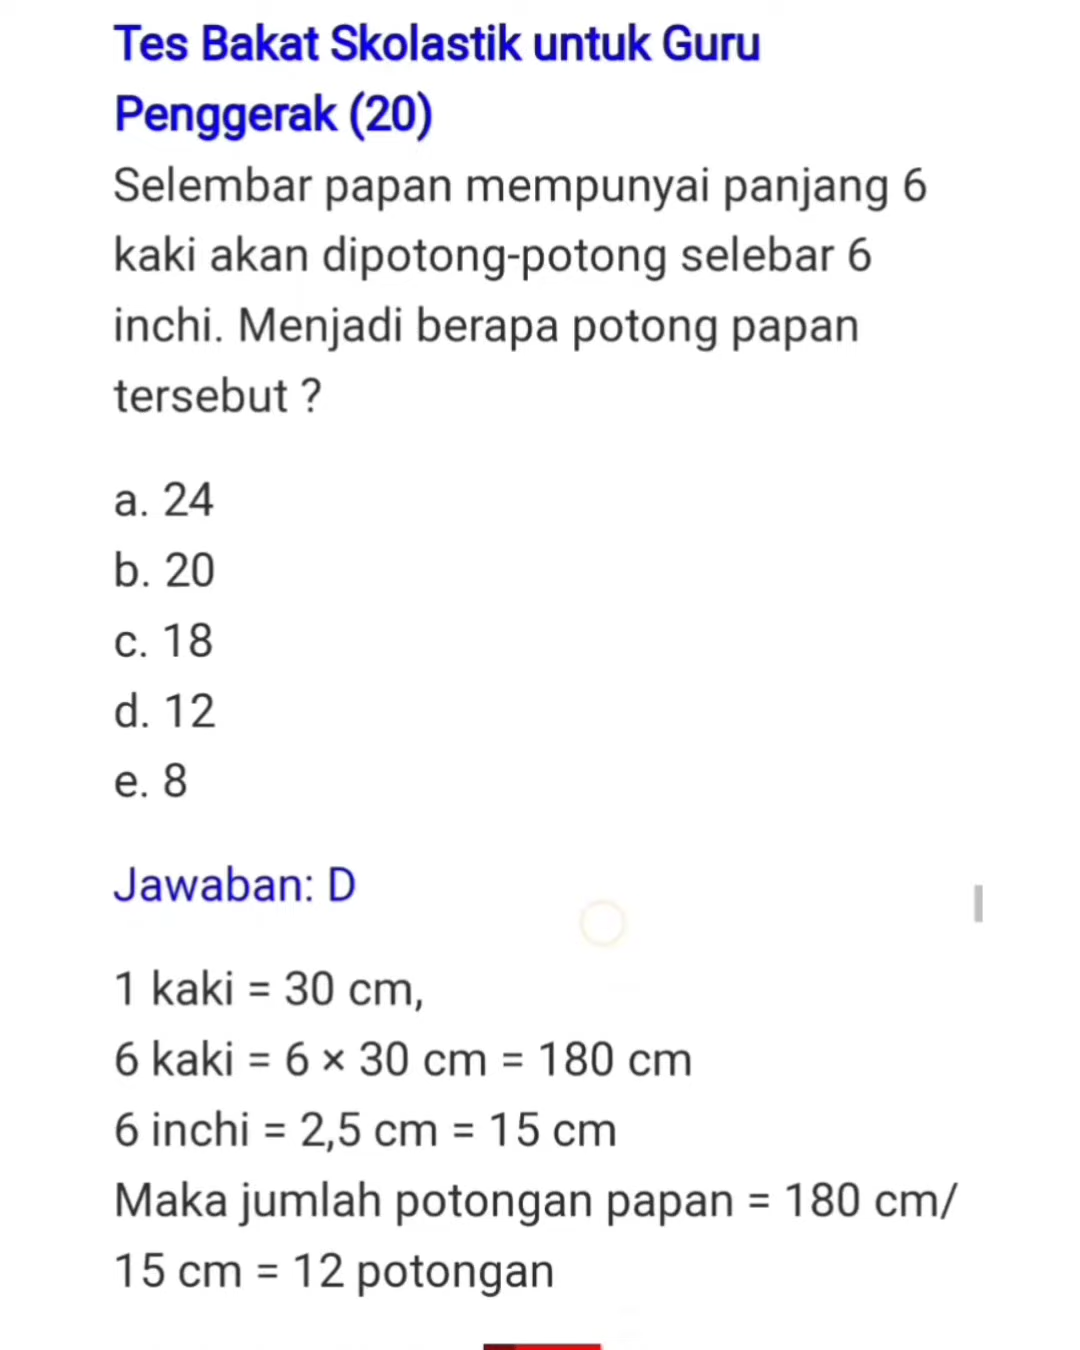 Tes Bakat Skolastik untuk Guru
Penggerak (20)
Selembar papan mempunyai panjang 6
kaki akan dipotong-potong selebar 6
inchi. Menjadi berapa potong papan
tersebut ?
a. 24
b. 20
c. 18
d. 12
e. 8
Jawaban: D
1 kaki = 30 cm,
6 kaki = 6 × 30 cm = 180 cm
6 inchi = 2,5 cm = 15 cm
Maka jumlah potongan papan = 180 cm/
15 cm = 12 potongan